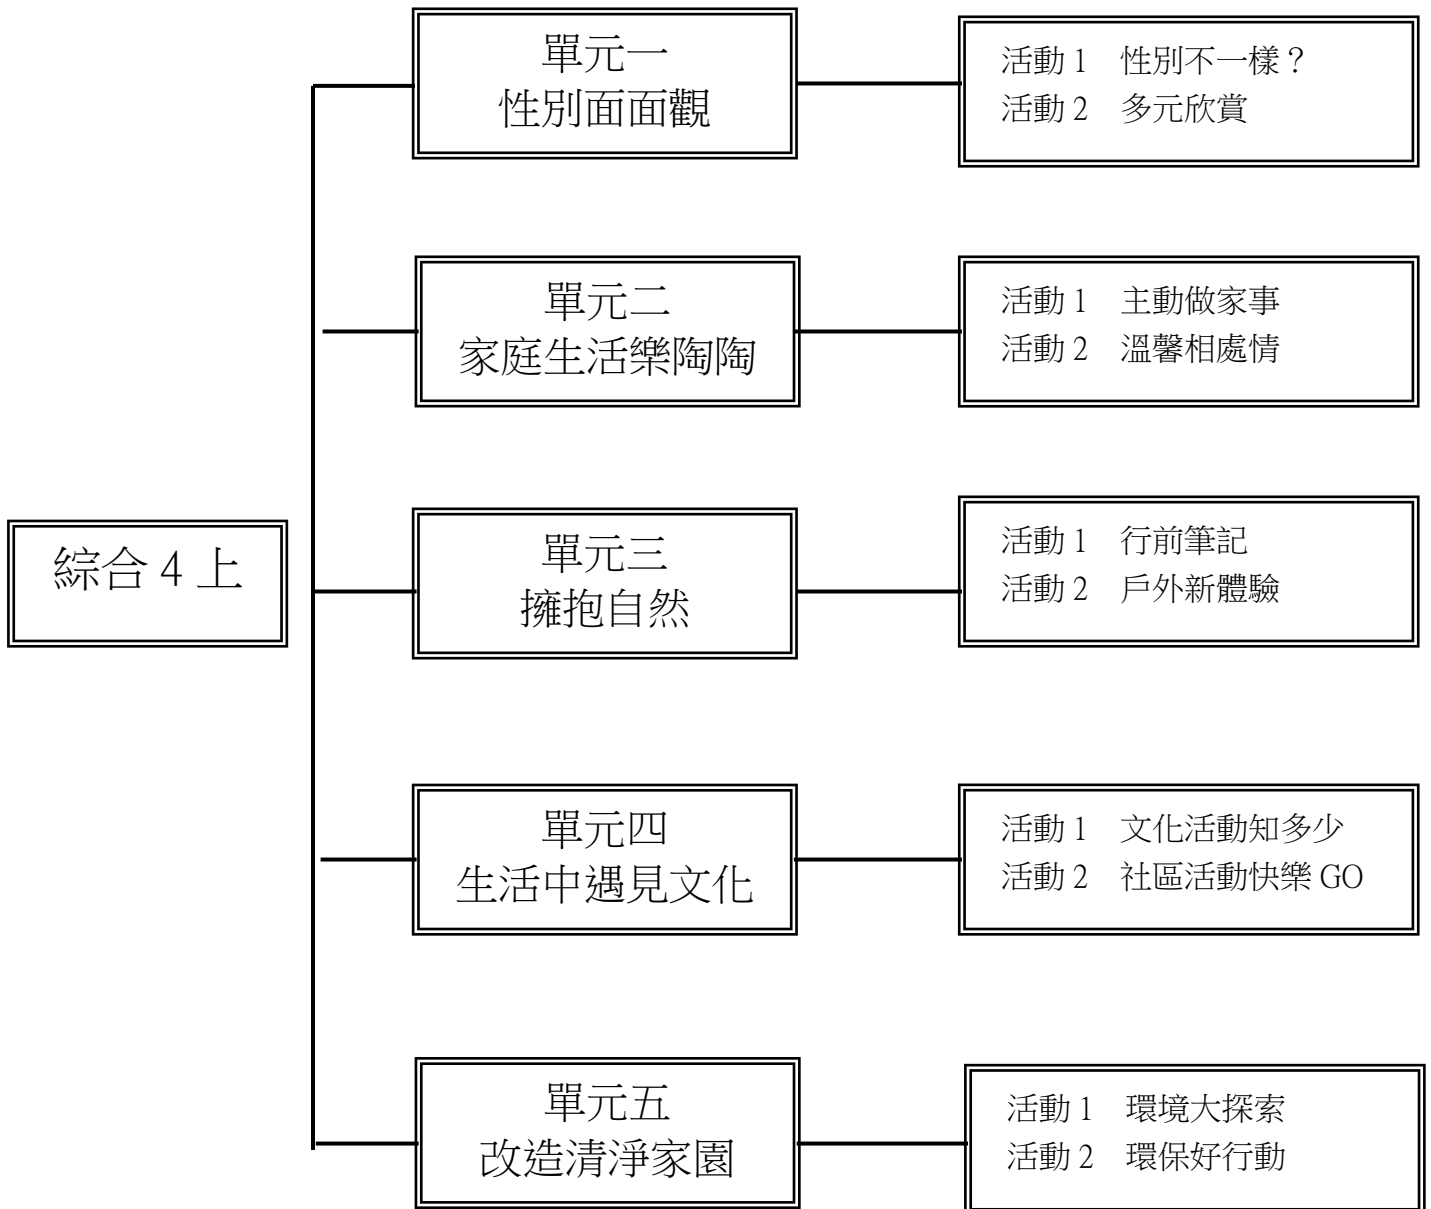 單元一
性別面面觀
活動 1　性別不一樣？
活動 2　多元欣賞
單元二
家庭生活樂陶陶
活動 1　主動做家事
活動 2　溫馨相處情
綜合 4 上
單元三
擁抱自然
活動 1　行前筆記
活動 2　戶外新體驗
單元四
生活中遇見文化
活動 1　文化活動知多少
活動 2　社區活動快樂 GO
單元五
改造清淨家園
活動 1　環境大探索
活動 2　環保好行動